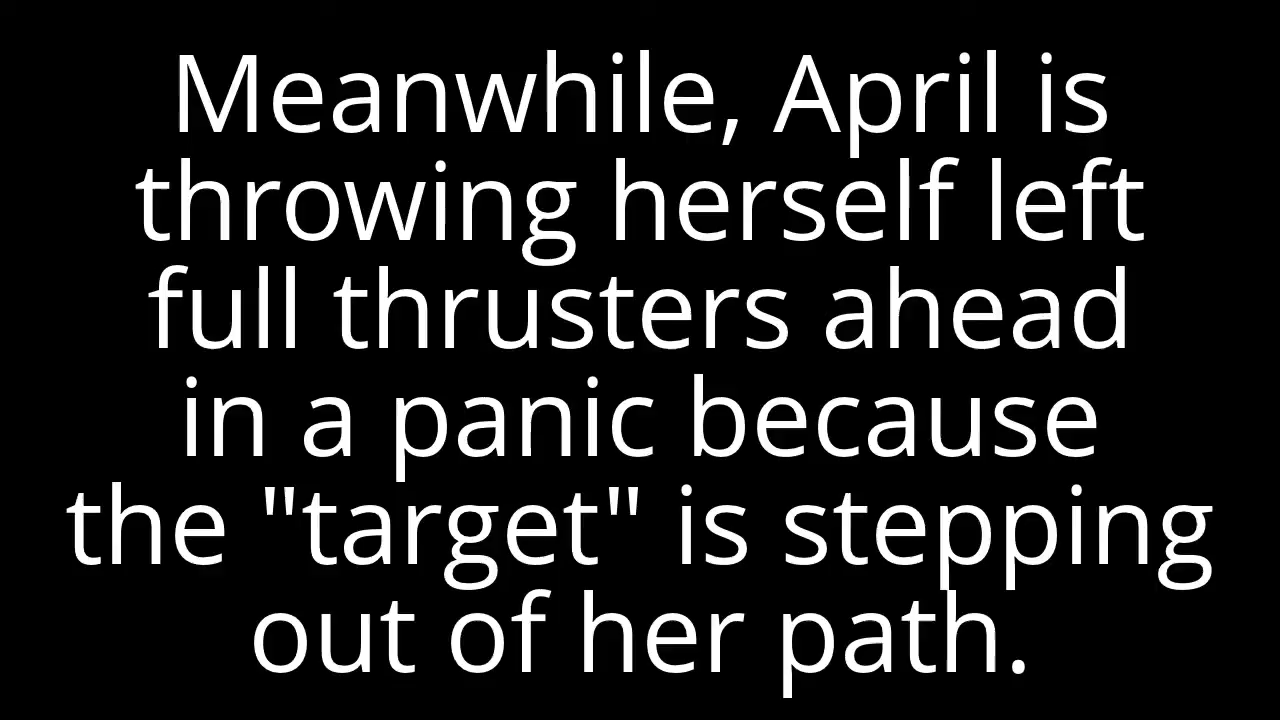 Meanwhile, April is
throwing herself left
full thrusters ahead
in a panic because
the "target" is stepping
out of her path.